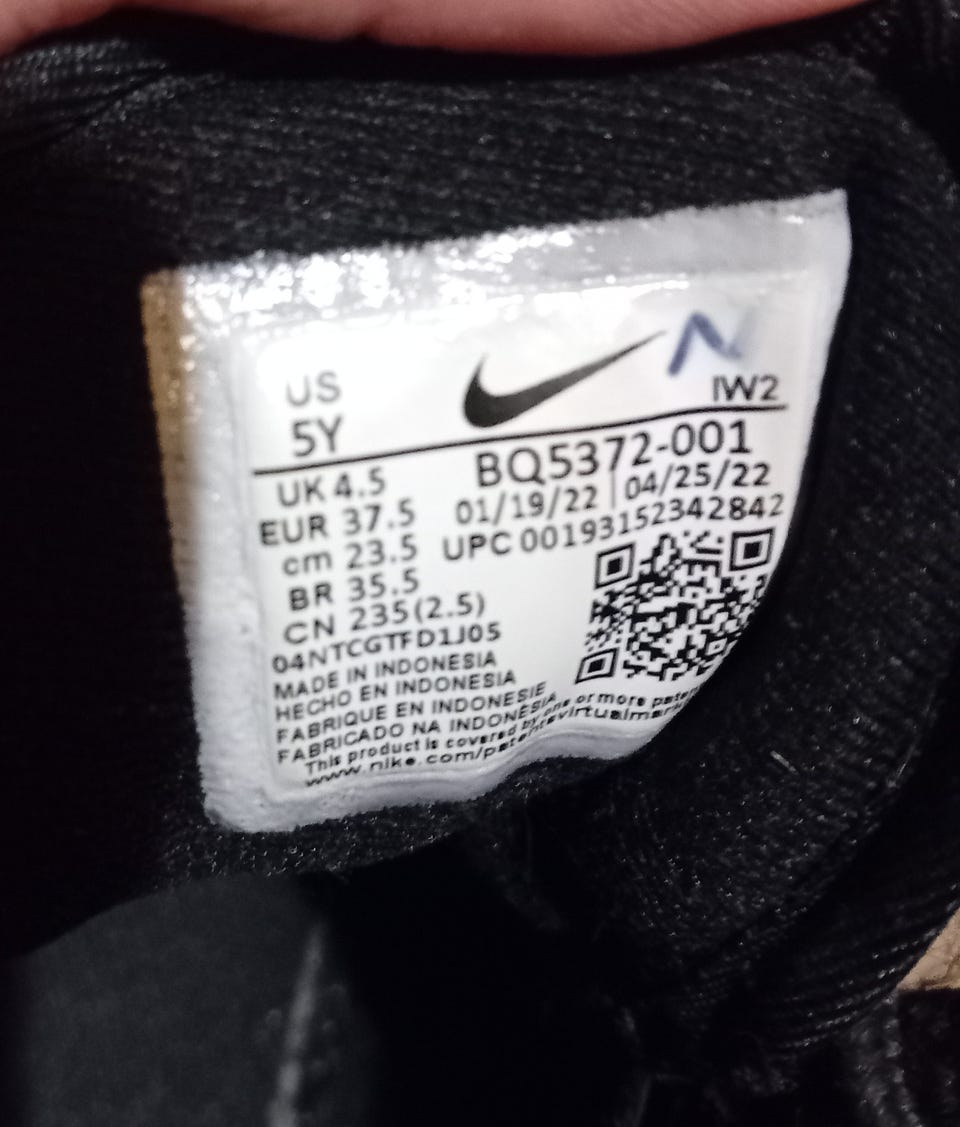 N
US
IW2
5Y
UK 4.5
BQ5372-001
EUR 37.5
01/19/22 | 04/25/22
cm 23.5
UPC 00193152342842
BR 35.5
CN 235(2.5)
04NTCGTFD1J05
MADE IN INDONESIA
HECHO EN INDONESIA
FABRIQUE EN INDONESIE
FABRICADO NA INDONÉSIA
This product is covered by one or more
www.nike.com/